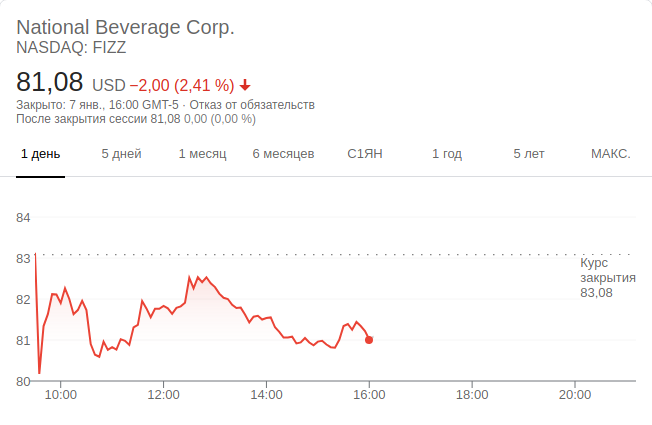 National Beverage Corp.
NASDAQ: FIZZ
81,08 USD −2,00 (2,41 %)
Закрыто: 7 янв., 16:00 GMT-5 · Отказ от обязательств
После закрытия сессии 81,08 0,00 (0,00 %)
1 день 5 дней 1 месяц 6 месяцев С1ЯН 1 год 5 лет МАКС.
84
83
Курс
закрытия
83,08
82
81
80
10:00 12:00 14:00 16:00 18:00 20:00